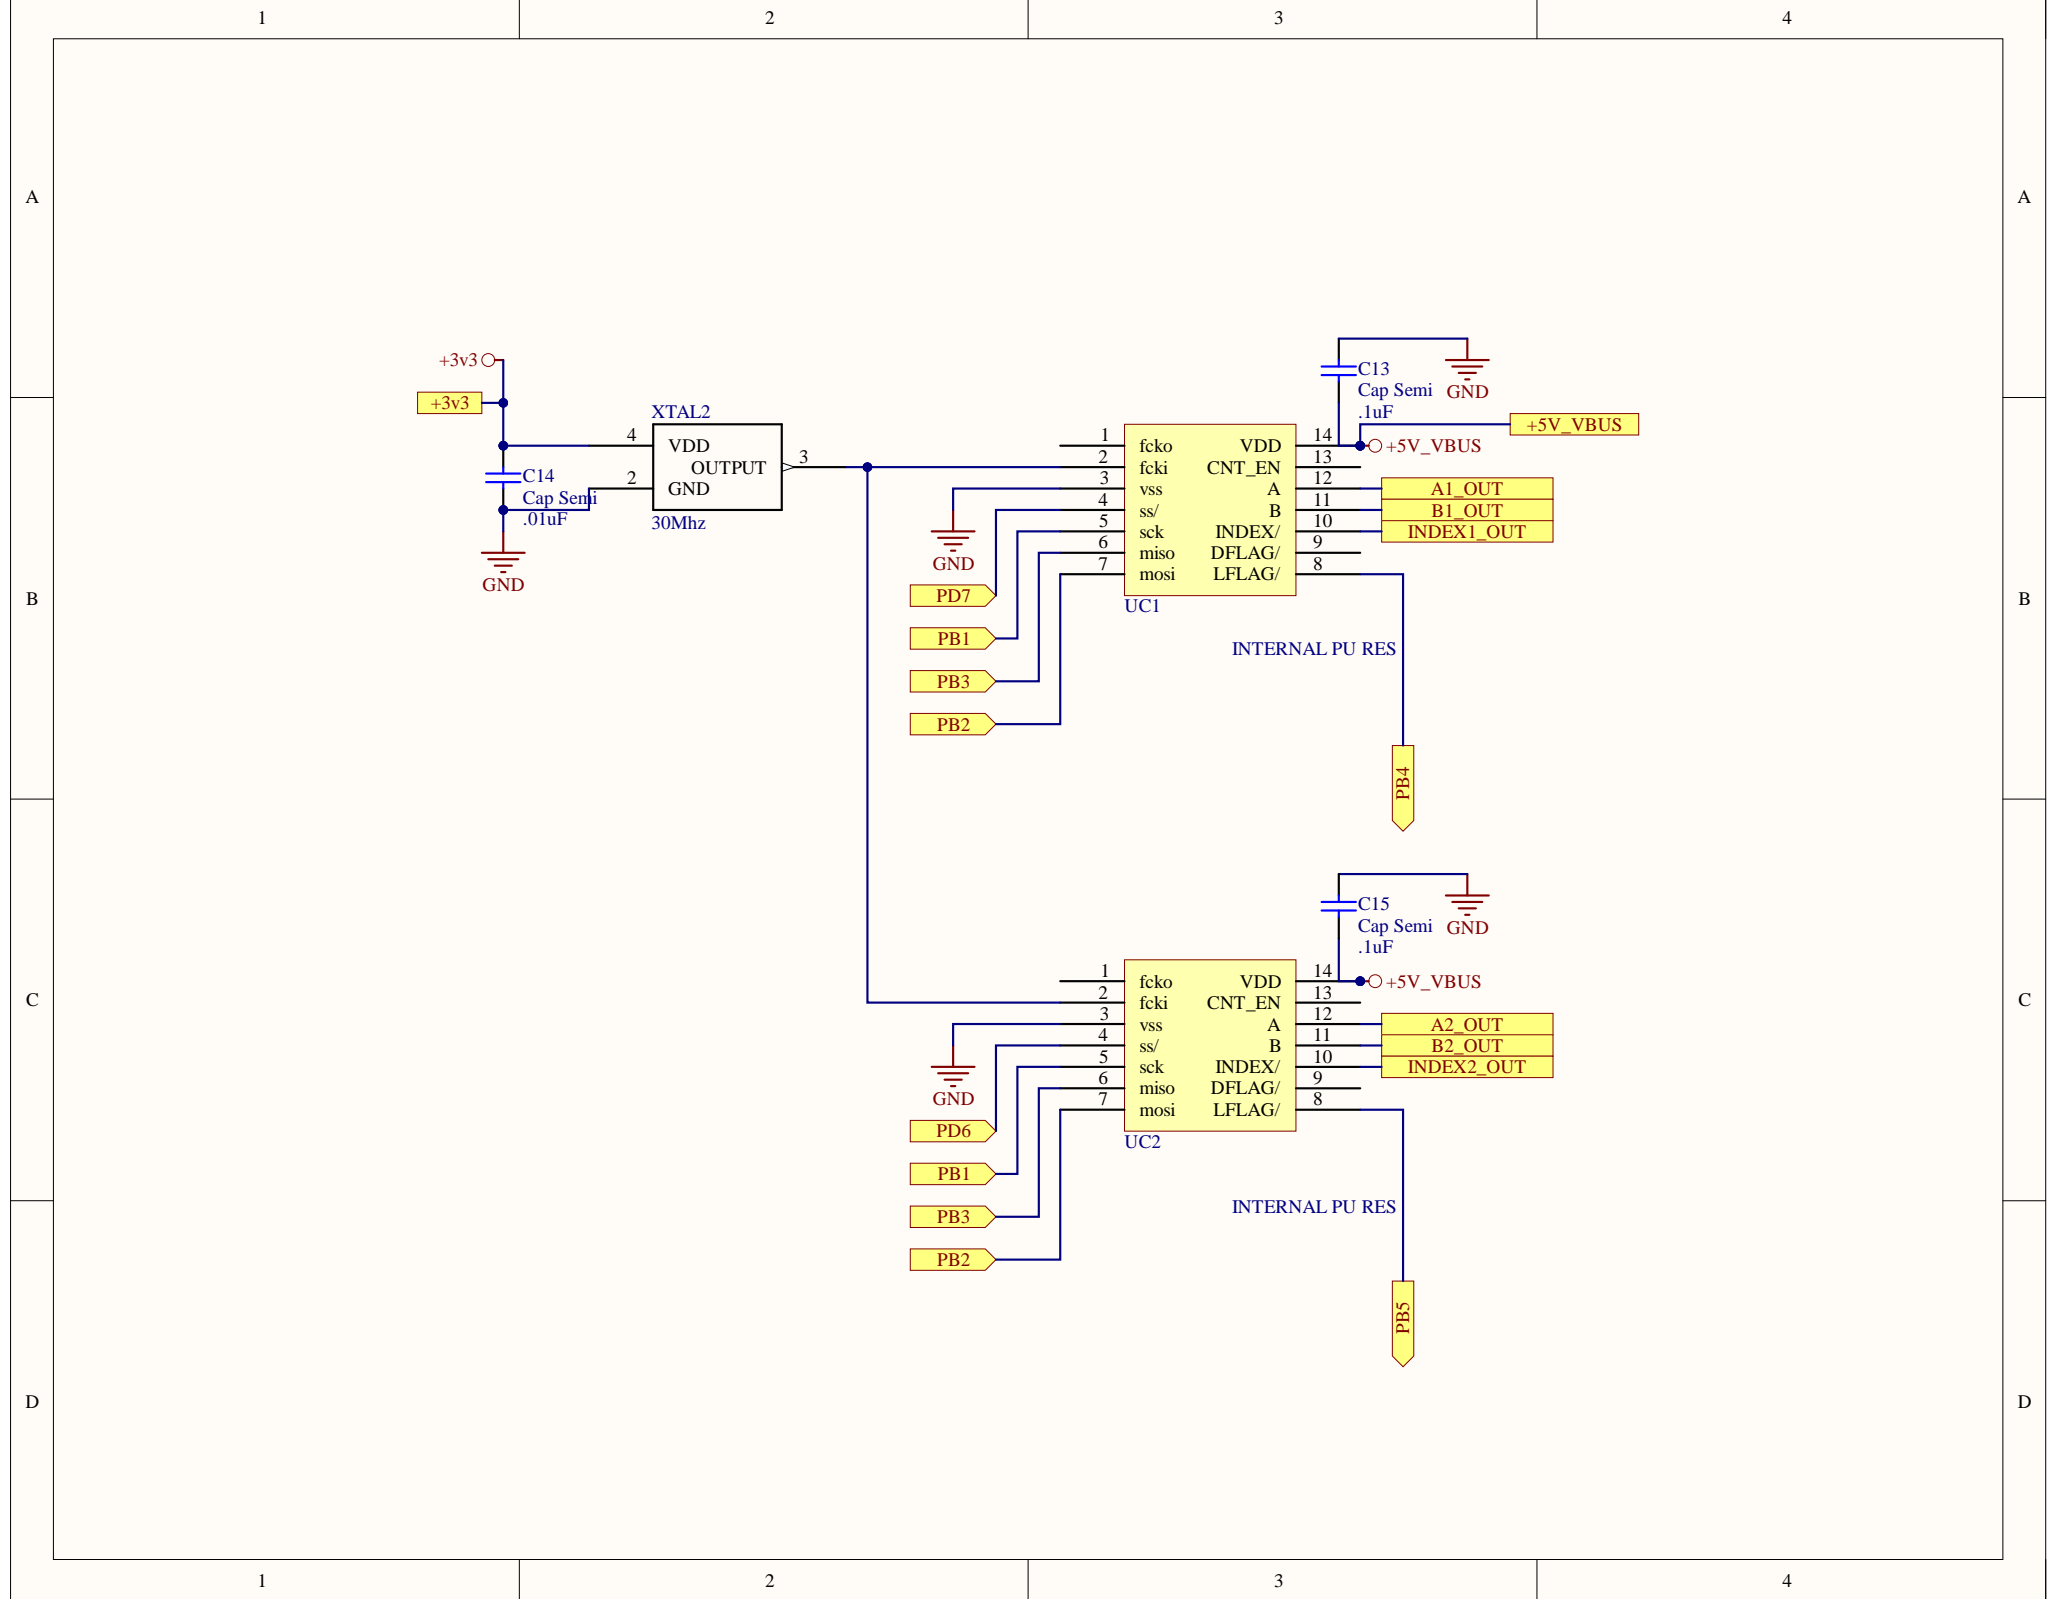 1 2 3 4
A A
+3v3
+3v3
XTAL2
4 VDD
OUTPUT 3
2 GND
30Mhz
C14
Cap Semi
.01uF
GND
C13
Cap Semi
.1uF
GND
+5V_VBUS
1 fcko VDD 14 +5V_VBUS
2 fcki CNT_EN 13
3 vss A 12 A1_OUT
4 ss/ B 11 B1_OUT
5 sck INDEX/ 10 INDEX1_OUT
6 miso DFLAG/ 9
7 mosi LFLAG/ 8
UC1
GND
PD7
PB1
PB3
PB2
INTERNAL PU RES
PB4
B B
C15
Cap Semi
.1uF
GND
1 fcko VDD 14 +5V_VBUS
2 fcki CNT_EN 13
3 vss A 12 A2_OUT
4 ss/ B 11 B2_OUT
5 sck INDEX/ 10 INDEX2_OUT
6 miso DFLAG/ 9
7 mosi LFLAG/ 8
UC2
GND
PD6
PB1
PB3
PB2
INTERNAL PU RES
PB5
C C
D D
1 2 3 4